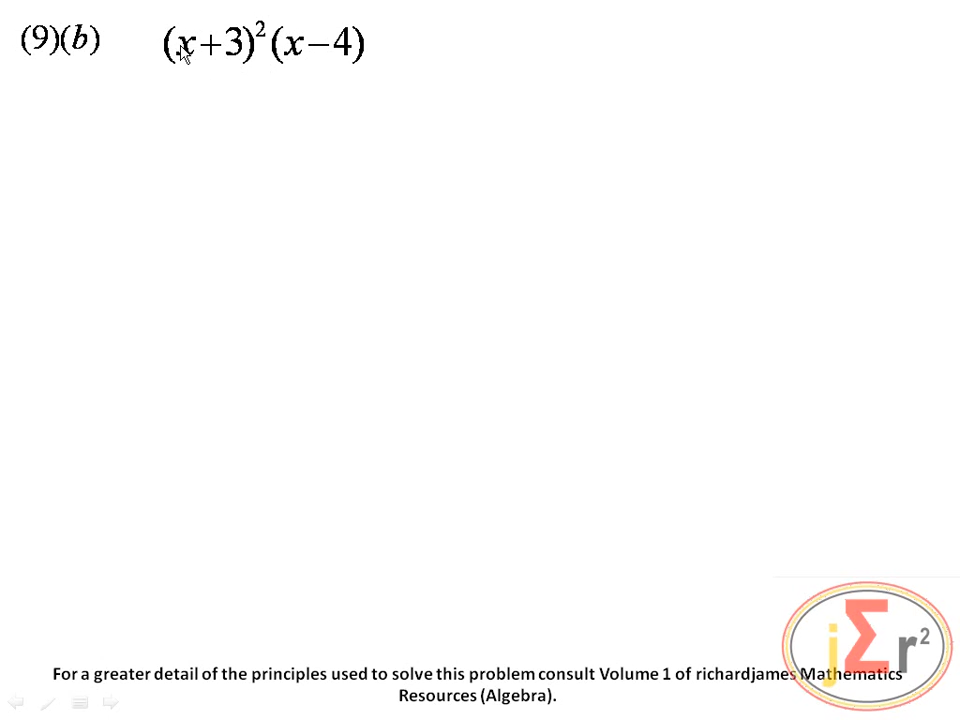 (9)(b) (x+3)²(x−4)
jΣr²
For a greater detail of the principles used to solve this problem consult Volume 1 of richardjames Mathematics
Resources (Algebra).